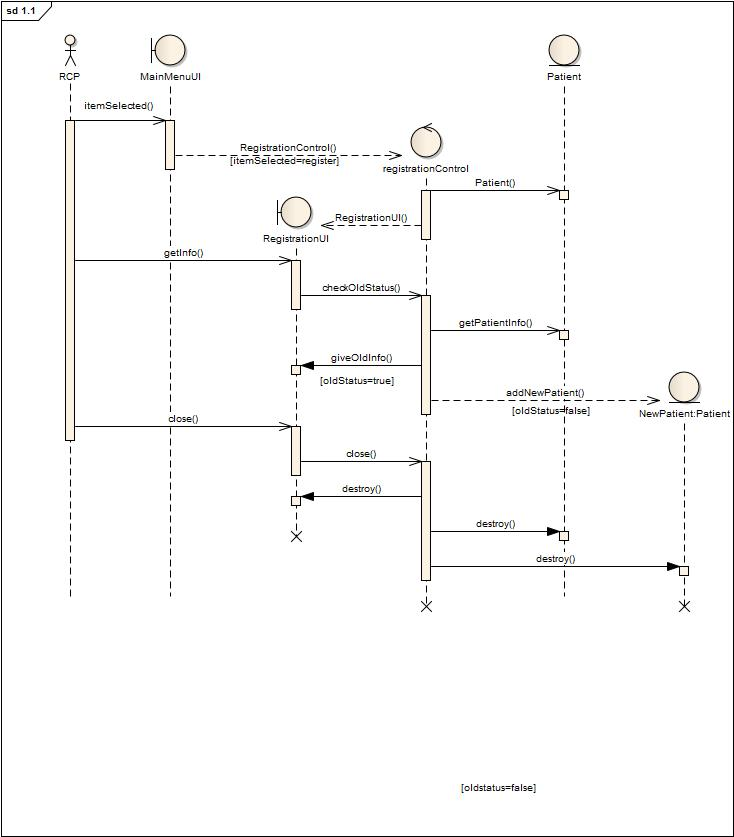 sd 1.1
RCP
MainMenuUI
Patient
itemSelected()
RegistrationControl()
[itemSelected=register]
registrationControl
Patient()
RegistrationUI()
RegistrationUI
getInfo()
checkOldStatus()
getPatientInfo()
giveOldInfo()
[oldStatus=true]
addNewPatient()
[oldStatus=false]
NewPatient:Patient
close()
close()
destroy()
destroy()
destroy()
[oldstatus=false]